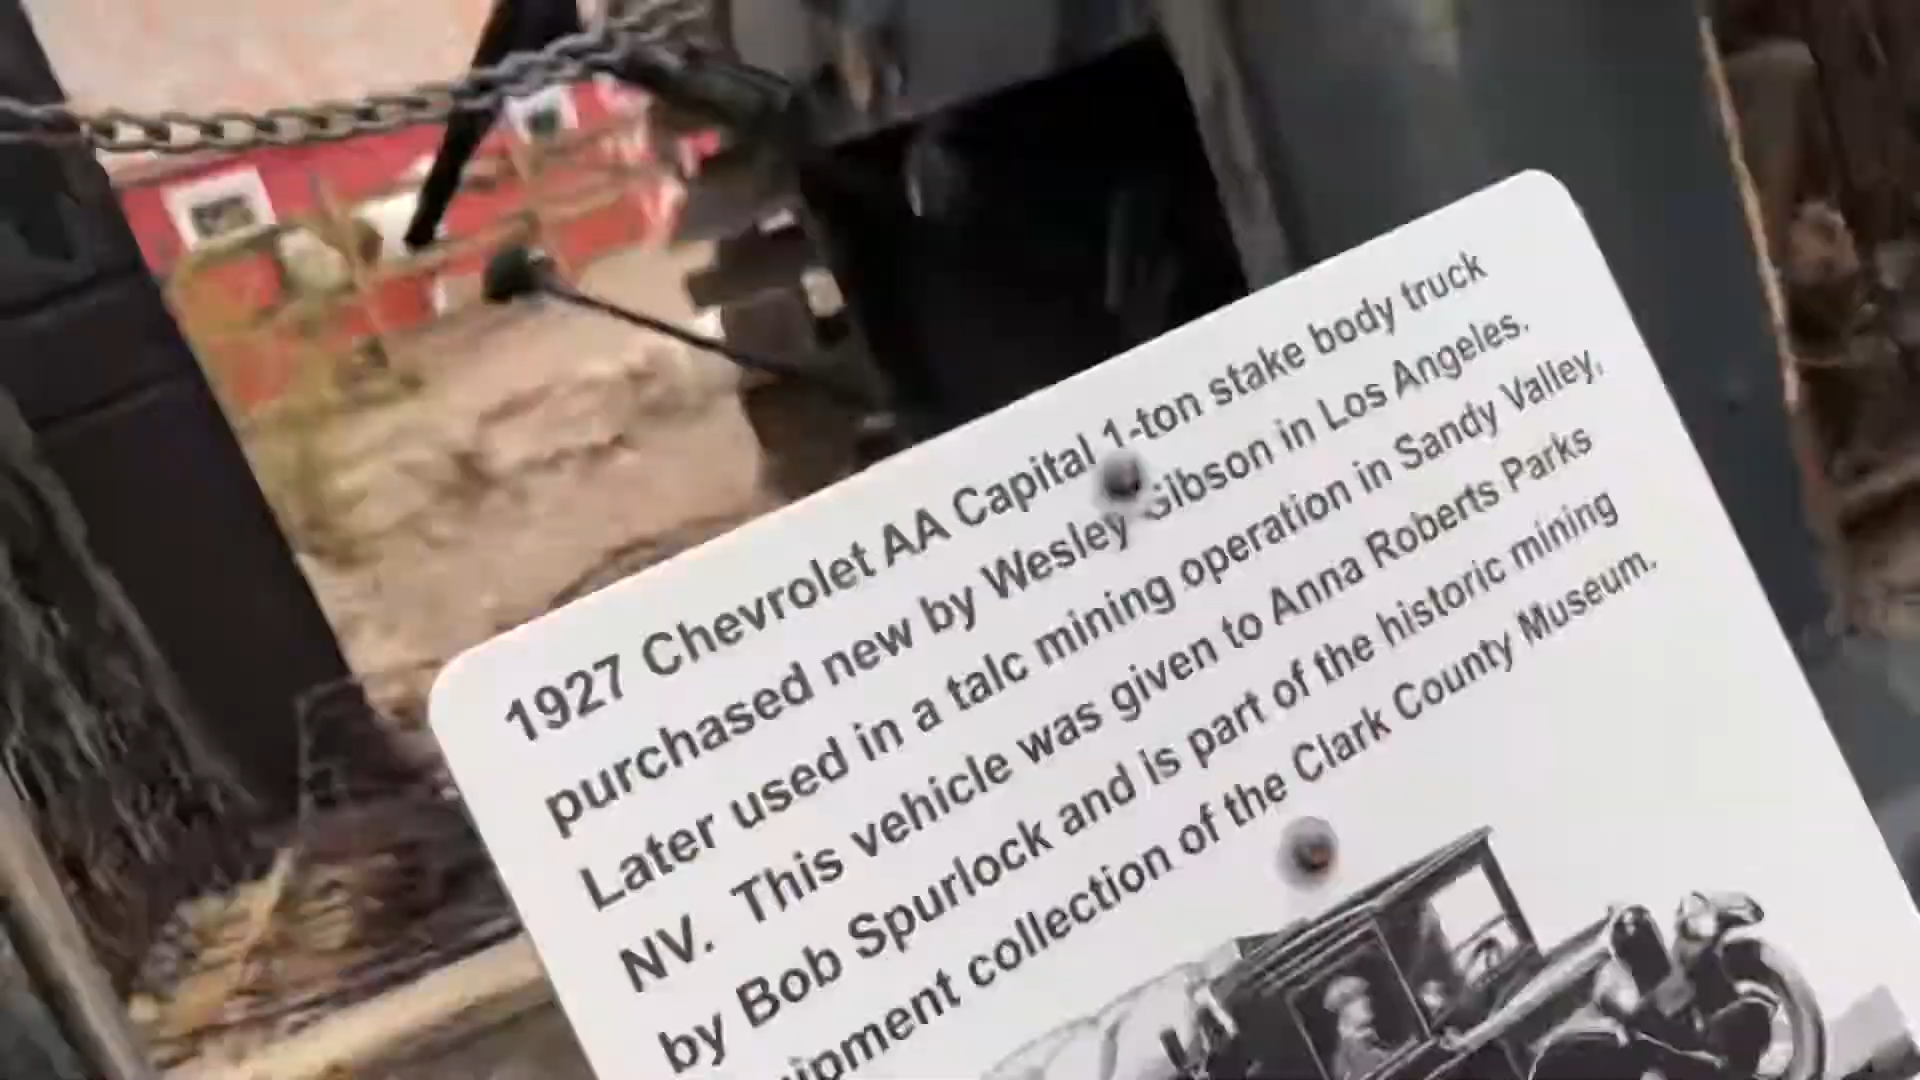 1927 Chevrolet AA Capital 1-ton stake body truck
purchased new by Wesley Gibson in Los Angeles.
Later used in a talc mining operation in Sandy Valley,
NV. This vehicle was given to Anna Roberts Parks
by Bob Spurlock and is part of the historic mining
uipment collection of the Clark County Museum.